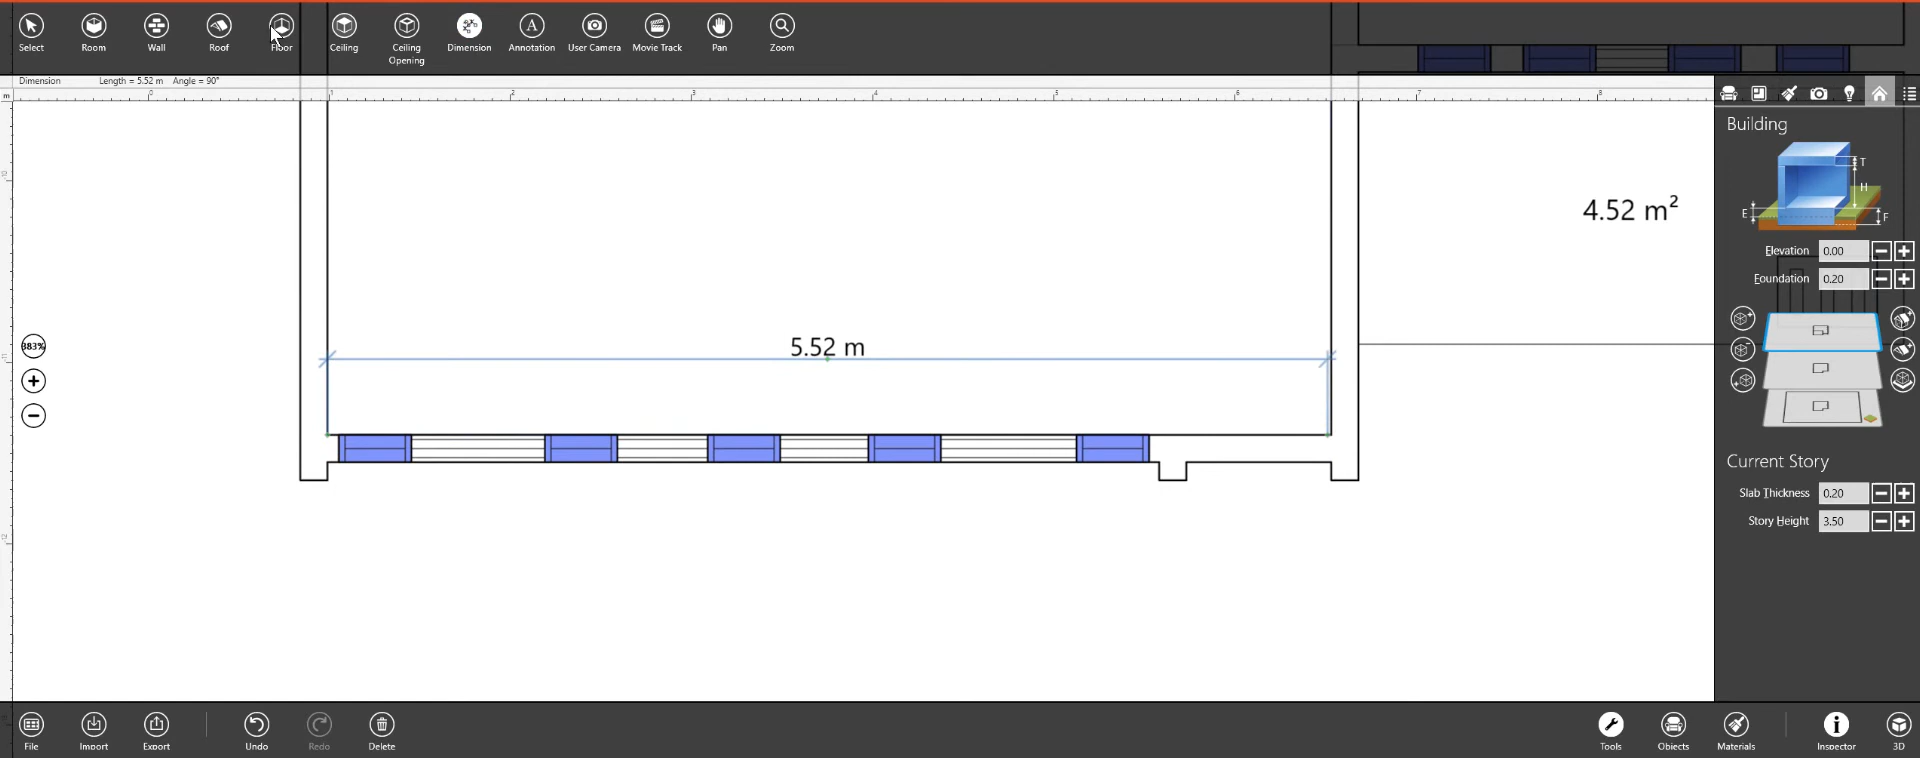 Select
Room
Wall
Roof
Floor
Ceiling
Ceiling
Opening
Dimension
Annotation
User Camera
Movie Track
Pan
Zoom
Dimension Length = 5.52 m Angle = 90°
m
0 1 2 3 4 5 6 7 8
Building
T
H
E
F
4.52 m²
Elevation 0.00
Foundation 0.20
383%
5.52 m
Current Story
Slab Thickness 0.20
Story Height 3.50
File
Import
Export
Undo
Redo
Delete
Tools
Objects
Materials
Inspector
3D